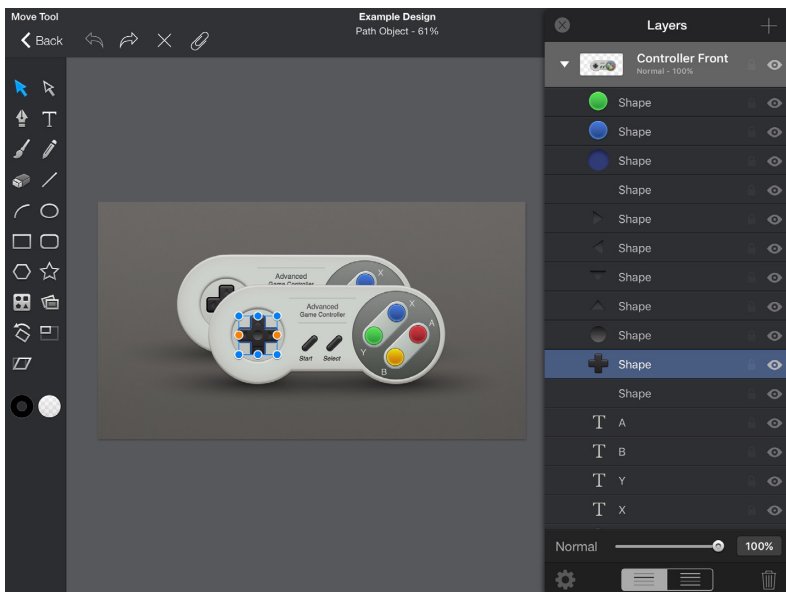 Move Tool
Example Design
Back
Path Object - 61%
Layers
Controller Front
Normal - 100%
Shape
Shape
Shape
Shape
Shape
Shape
Shape
Shape
Shape
Shape
Shape
A
B
Y
X
Normal
100%
Advanced
Game Controller
X
Advanced
Game Controller
X
A
Y
B
Start
Select